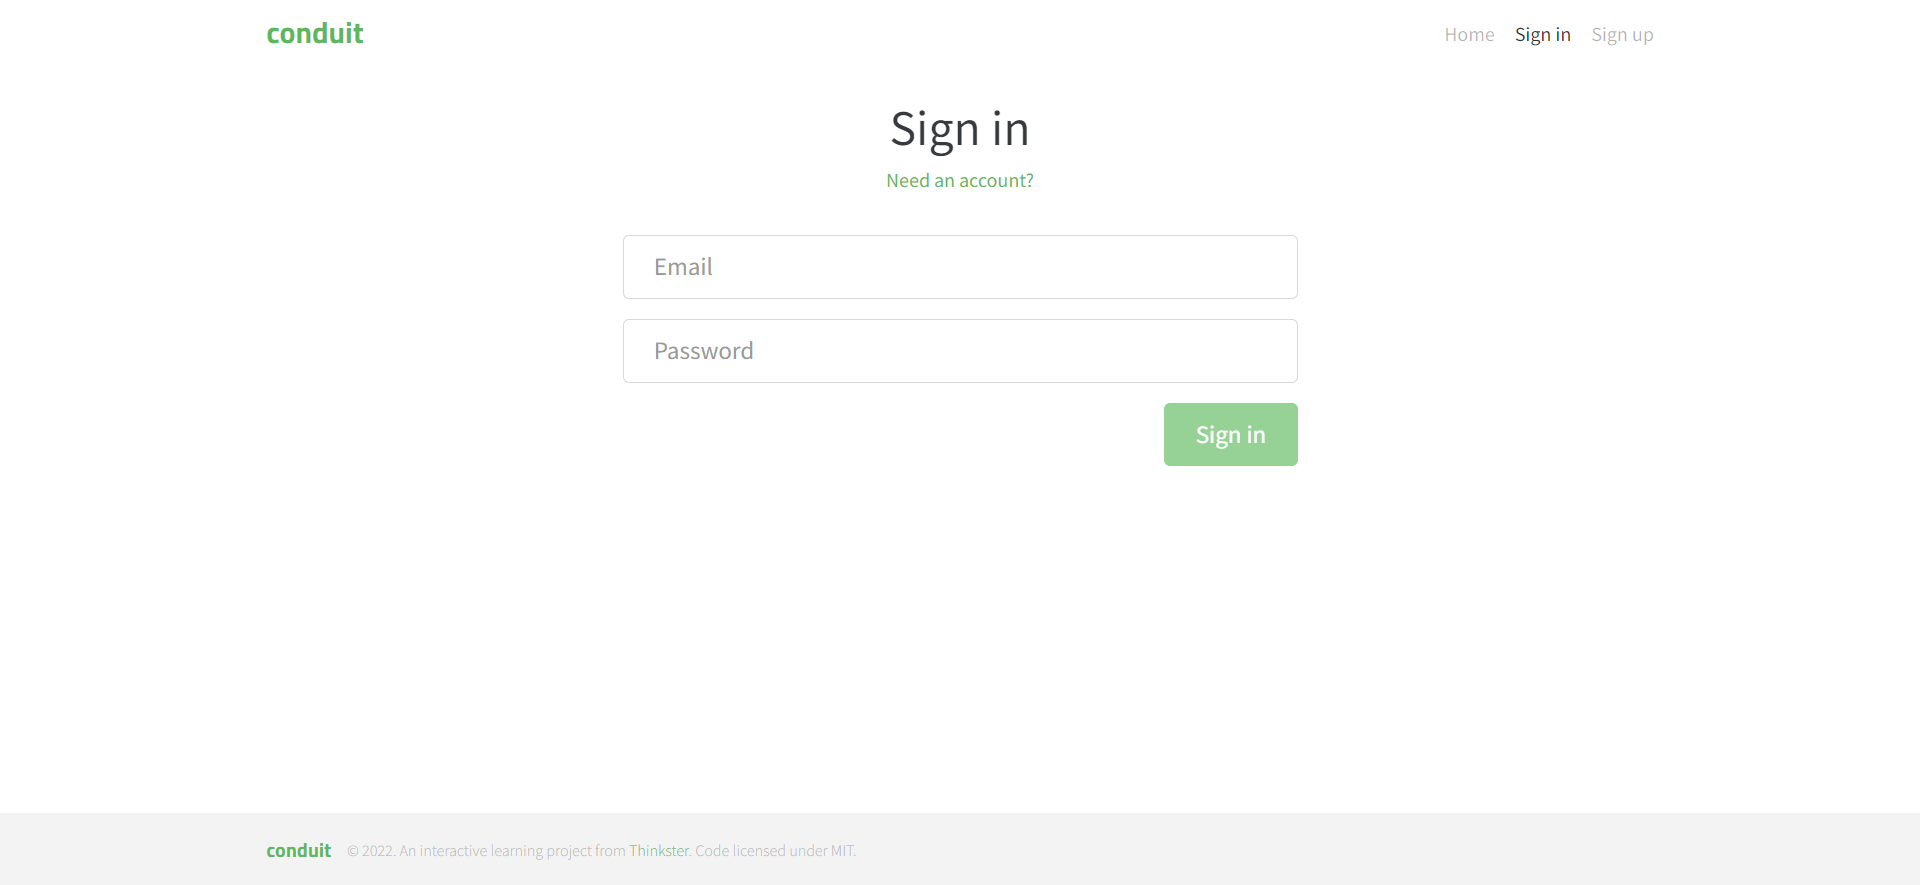 conduit
Home Sign in Sign up
Sign in
Need an account?
Email
Password
Sign in
conduit © 2022. An interactive learning project from Thinkster. Code licensed under MIT.